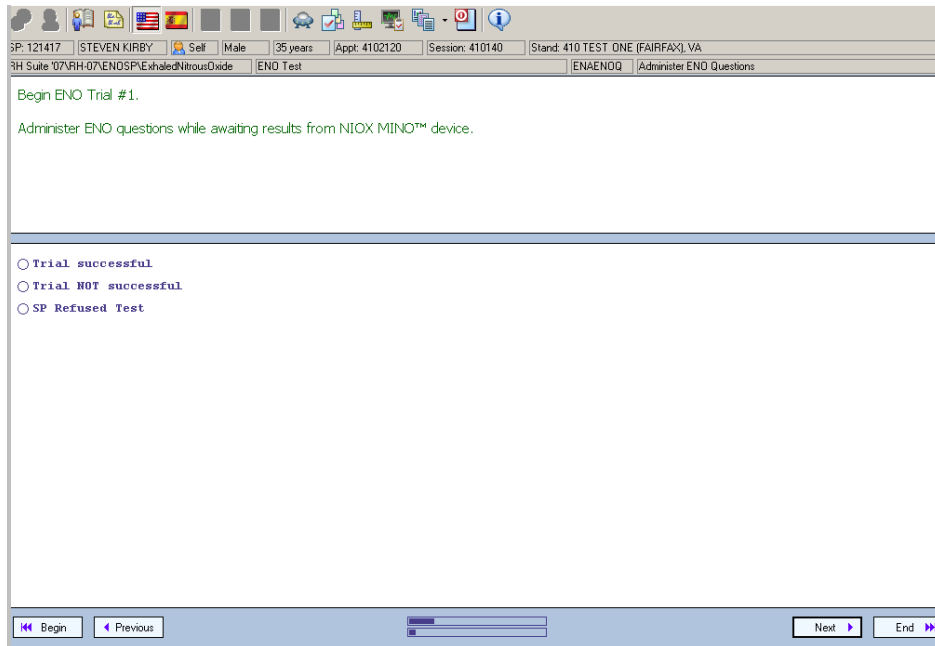 SP: 121417 STEVEN KIRBY Self Male 35 years Appt: 4102120 Session: 410140 Stand: 410 TEST ONE (FAIRFAX), VA
RH Suite '07\RH-07\ENOSP\ExhaledNitrousOxide ENO Test ENAENOQ Administer ENO Questions
Begin ENO Trial #1.
Administer ENO questions while awaiting results from NIOX MINO™ device.
Trial successful
Trial NOT successful
SP Refused Test
Begin Previous Next End